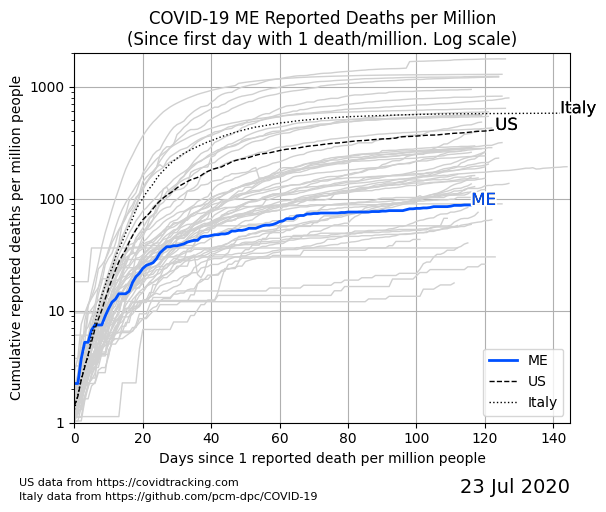 COVID-19 ME Reported Deaths per Million
(Since first day with 1 death/million. Log scale)
Cumulative reported deaths per million people
1000
100
10
1
Italy
US
ME
ME
US
Italy
0 20 40 60 80 100 120 140
Days since 1 reported death per million people
US data from https://covidtracking.com
Italy data from https://github.com/pcm-dpc/COVID-19
23 Jul 2020